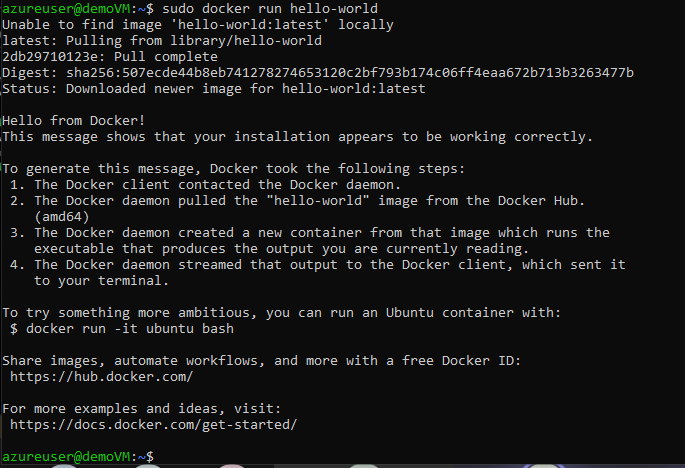 azureuser@demoVM:~$ sudo docker run hello-world
Unable to find image 'hello-world:latest' locally
latest: Pulling from library/hello-world
2db29710123e: Pull complete
Digest: sha256:507ecde44b8eb741278274653120c2bf793b174c06ff4eaa672b713b3263477b
Status: Downloaded newer image for hello-world:latest

Hello from Docker!
This message shows that your installation appears to be working correctly.

To generate this message, Docker took the following steps:
 1. The Docker client contacted the Docker daemon.
 2. The Docker daemon pulled the "hello-world" image from the Docker Hub.
    (amd64)
 3. The Docker daemon created a new container from that image which runs the
    executable that produces the output you are currently reading.
 4. The Docker daemon streamed that output to the Docker client, which sent it
    to your terminal.

To try something more ambitious, you can run an Ubuntu container with:
 $ docker run -it ubuntu bash

Share images, automate workflows, and more with a free Docker ID:
 https://hub.docker.com/

For more examples and ideas, visit:
 https://docs.docker.com/get-started/

azureuser@demoVM:~$